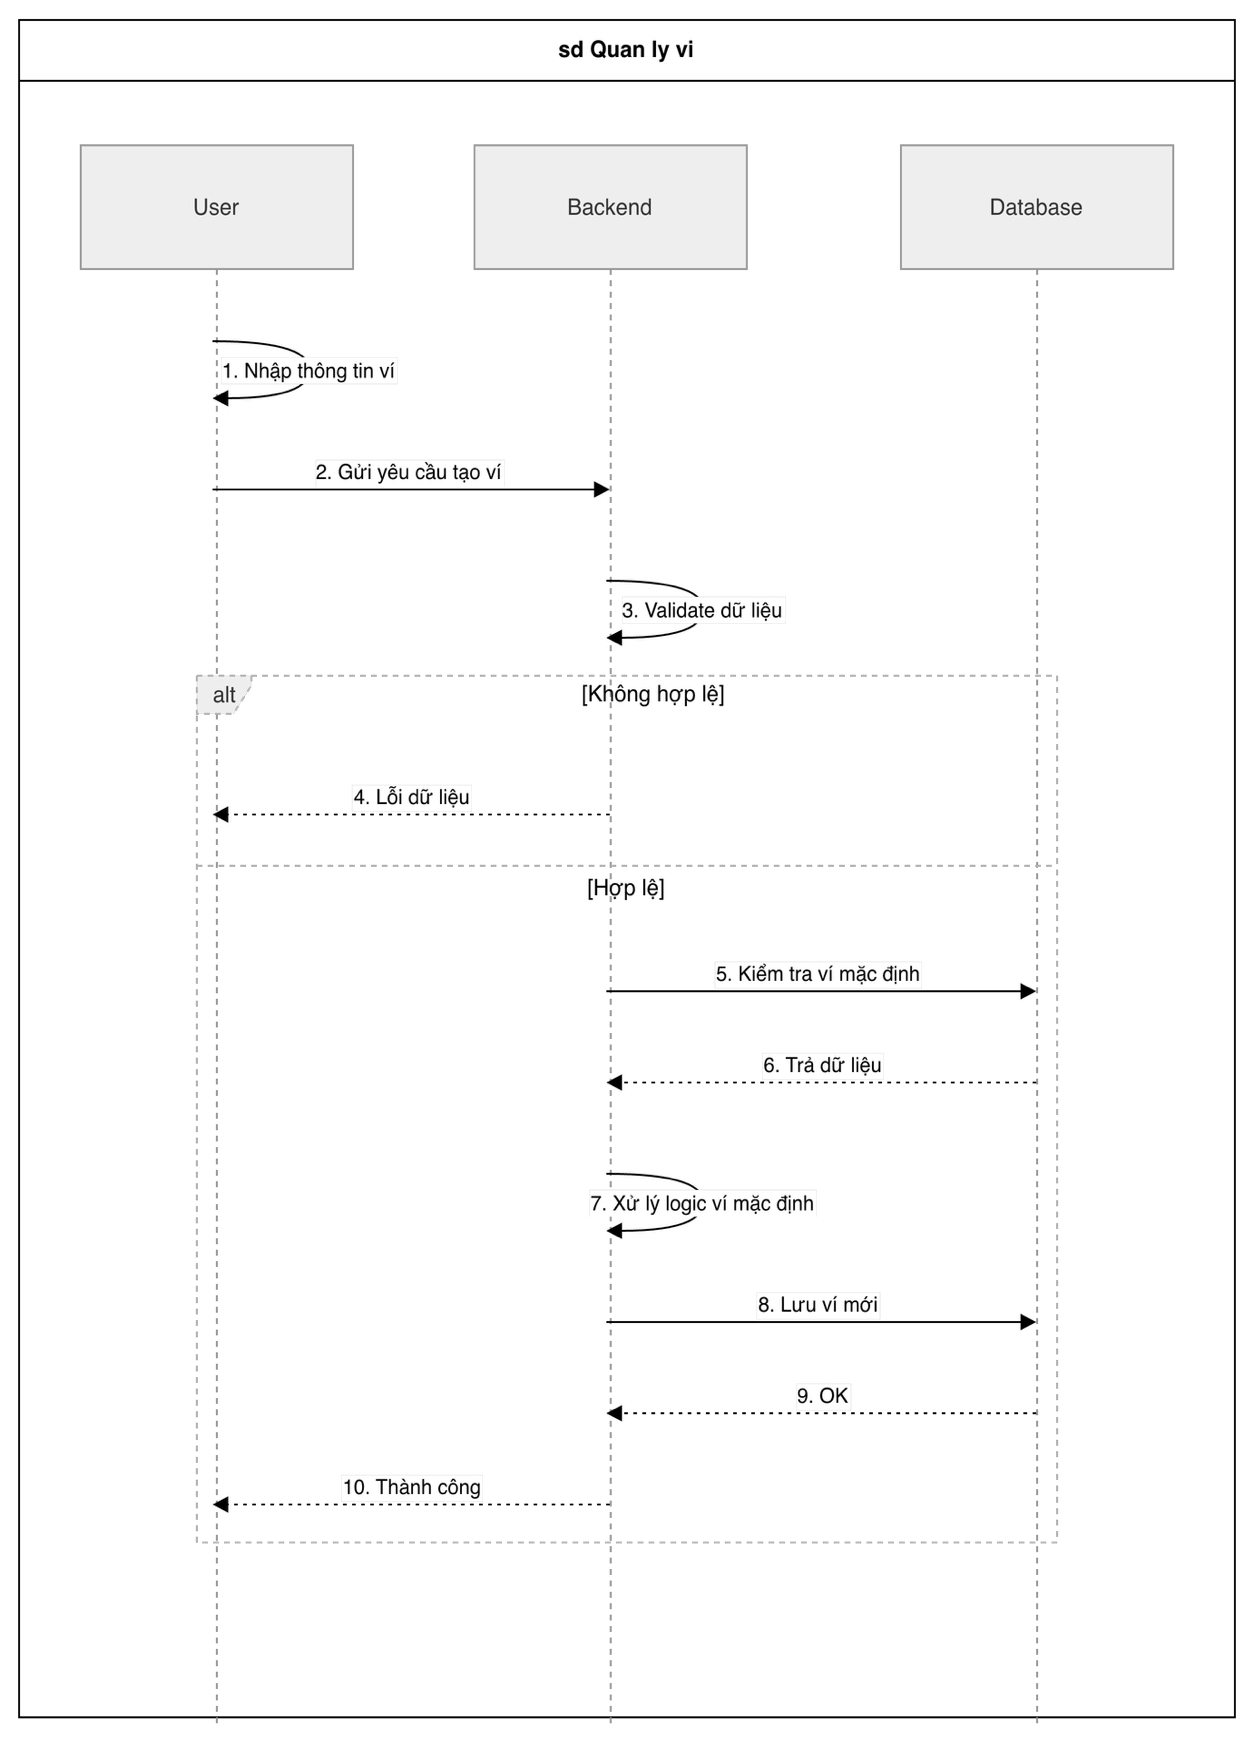 sd Quan ly vi
User
Backend
Database
1. Nhập thông tin ví
2. Gửi yêu cầu tạo ví
3. Validate dữ liệu
alt
[Không hợp lệ]
4. Lỗi dữ liệu
[Hợp lệ]
5. Kiểm tra ví mặc định
6. Trả dữ liệu
7. Xử lý logic ví mặc định
8. Lưu ví mới
9. OK
10. Thành công